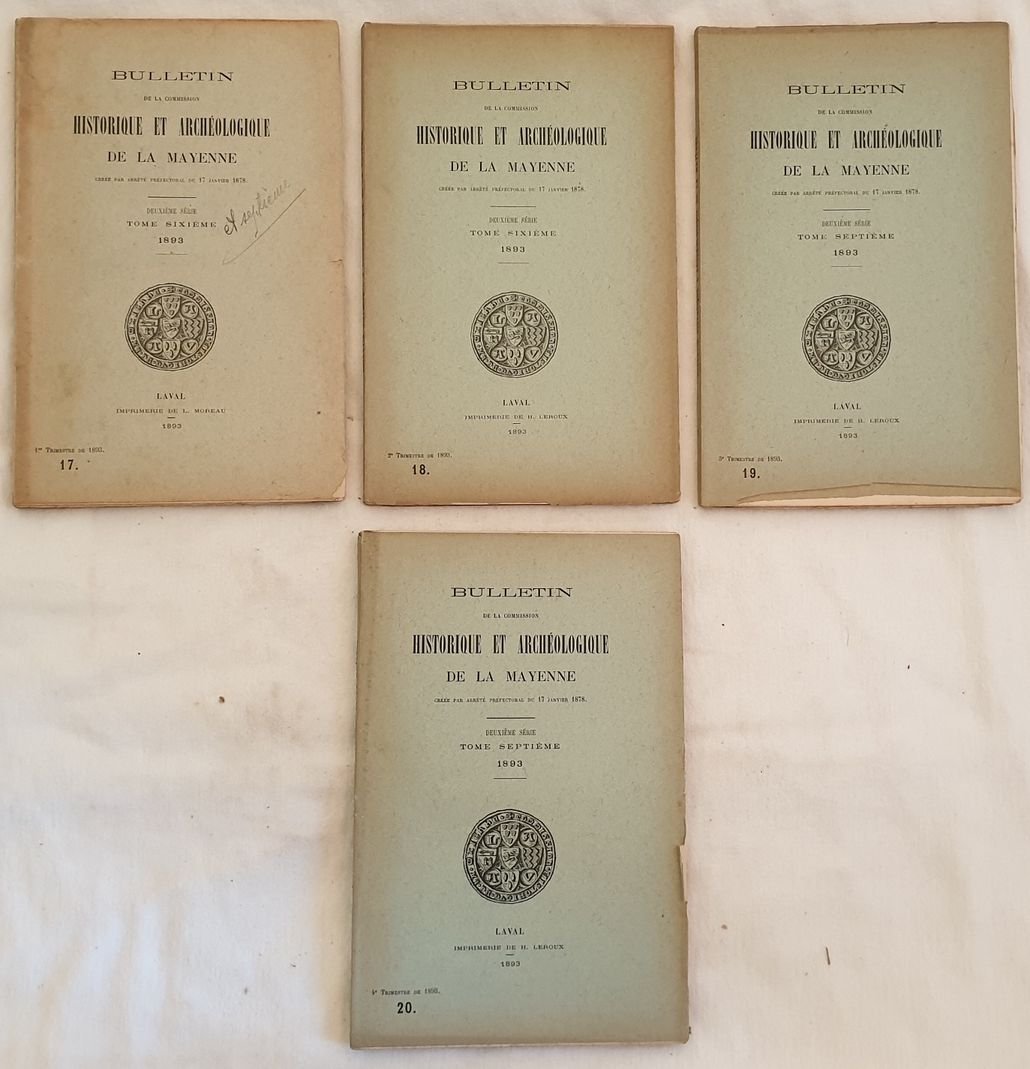 BULLETIN
DE LA COMMISSION
HISTORIQUE ET ARCHÉOLOGIQUE
DE LA MAYENNE
CRÉÉE PAR ARRÊTÉ PRÉFECTORAL DU 17 JANVIER 1878.
DEUXIÈME SÉRIE
TOME SIXIÈME
et septième
1893
LAVAL
IMPRIMERIE DE L. MOREAU
1893
1er TRIMESTRE DE 1893.
17.
BULLETIN
DE LA COMMISSION
HISTORIQUE ET ARCHÉOLOGIQUE
DE LA MAYENNE
CRÉÉE PAR ARRÊTÉ PRÉFECTORAL DU 17 JANVIER 1878.
DEUXIÈME SÉRIE
TOME SIXIÈME
1893
LAVAL
IMPRIMERIE DE H. LEROUX
1893
2e TRIMESTRE DE 1893.
18.
BULLETIN
DE LA COMMISSION
HISTORIQUE ET ARCHÉOLOGIQUE
DE LA MAYENNE
CRÉÉE PAR ARRÊTÉ PRÉFECTORAL DU 17 JANVIER 1878.
DEUXIÈME SÉRIE
TOME SEPTIÈME
1893
LAVAL
IMPRIMERIE DE H. LEROUX
1893
3e TRIMESTRE DE 1893.
19.
BULLETIN
DE LA COMMISSION
HISTORIQUE ET ARCHÉOLOGIQUE
DE LA MAYENNE
CRÉÉE PAR ARRÊTÉ PRÉFECTORAL DU 17 JANVIER 1878.
DEUXIÈME SÉRIE
TOME SEPTIÈME
1893
LAVAL
IMPRIMERIE DE H. LEROUX
1893
4e TRIMESTRE DE 1893.
20.